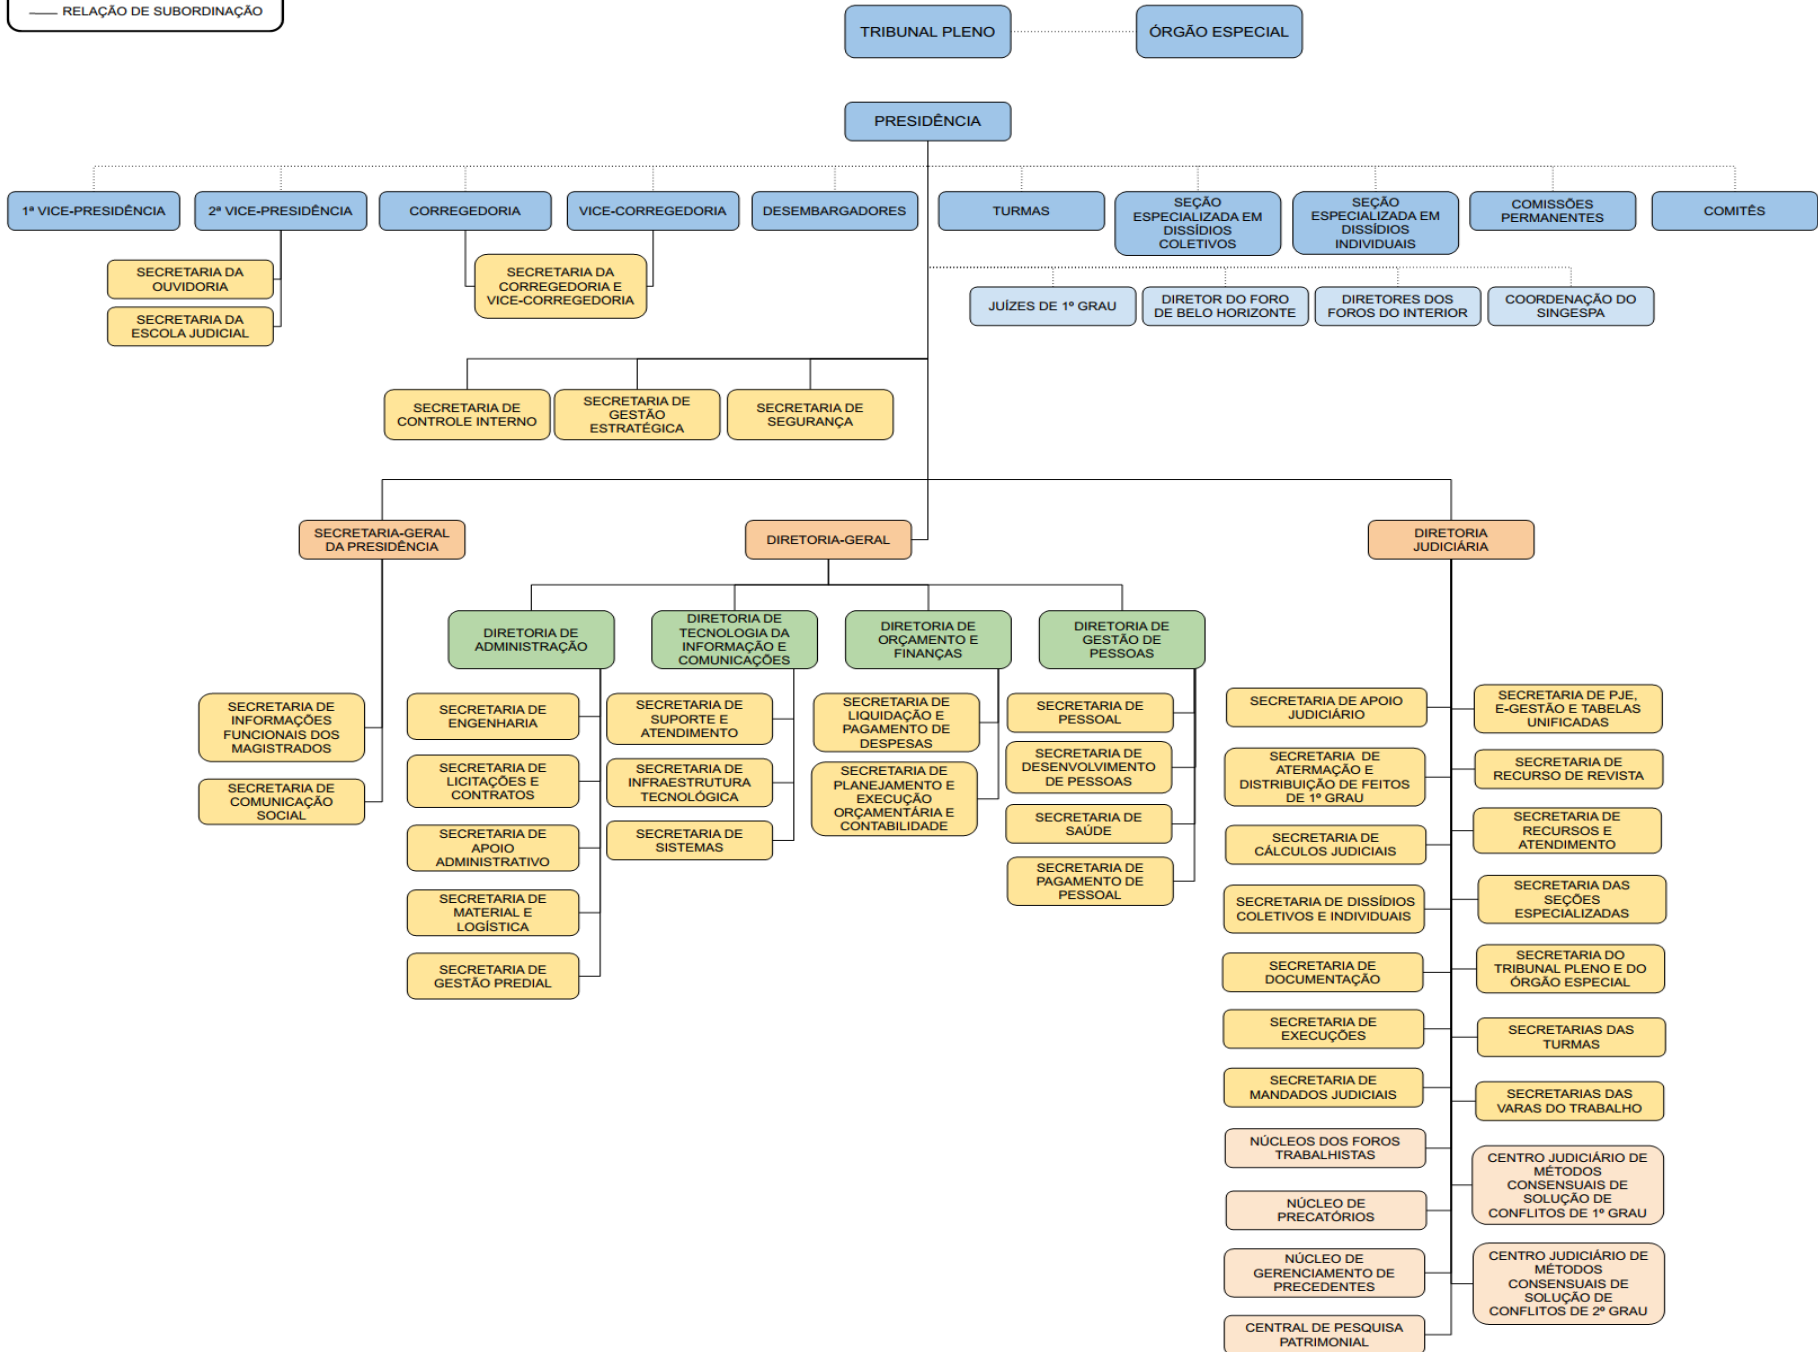 RELAÇÃO DE SUBORDINAÇÃO
TRIBUNAL PLENO
ÓRGÃO ESPECIAL
PRESIDÊNCIA
1ª VICE-PRESIDÊNCIA
2ª VICE-PRESIDÊNCIA
CORREGEDORIA
VICE-CORREGEDORIA
DESEMBARGADORES
TURMAS
SEÇÃO
ESPECIALIZADA EM
DISSÍDIOS
COLETIVOS
SEÇÃO
ESPECIALIZADA EM
DISSÍDIOS
INDIVIDUAIS
COMISSÕES
PERMANENTES
COMITÊS
SECRETARIA DA
OUVIDORIA
SECRETARIA DA
ESCOLA JUDICIAL
SECRETARIA DA
CORREGEDORIA E
VICE-CORREGEDORIA
JUÍZES DE 1º GRAU
DIRETOR DO FORO
DE BELO HORIZONTE
DIRETORES DOS
FOROS DO INTERIOR
COORDENAÇÃO DO
SINGESPA
SECRETARIA DE
CONTROLE INTERNO
SECRETARIA DE
GESTÃO
ESTRATÉGICA
SECRETARIA DE
SEGURANÇA
SECRETARIA-GERAL
DA PRESIDÊNCIA
DIRETORIA-GERAL
DIRETORIA
JUDICIÁRIA
DIRETORIA DE
ADMINISTRAÇÃO
DIRETORIA DE
TECNOLOGIA DA
INFORMAÇÃO E
COMUNICAÇÕES
DIRETORIA DE
ORÇAMENTO E
FINANÇAS
DIRETORIA DE
GESTÃO DE
PESSOAS
SECRETARIA DE
INFORMAÇÕES
FUNCIONAIS DOS
MAGISTRADOS
SECRETARIA DE
COMUNICAÇÃO
SOCIAL
SECRETARIA DE
ENGENHARIA
SECRETARIA DE
LICITAÇÕES E
CONTRATOS
SECRETARIA DE
APOIO
ADMINISTRATIVO
SECRETARIA DE
MATERIAL E
LOGÍSTICA
SECRETARIA DE
GESTÃO PREDIAL
SECRETARIA DE
SUPORTE E
ATENDIMENTO
SECRETARIA DE
INFRAESTRUTURA
TECNOLÓGICA
SECRETARIA DE
SISTEMAS
SECRETARIA DE
LIQUIDAÇÃO E
PAGAMENTO DE
DESPESAS
SECRETARIA DE
PLANEJAMENTO E
EXECUÇÃO
ORÇAMENTÁRIA E
CONTABILIDADE
SECRETARIA DE
PESSOAL
SECRETARIA DE
DESENVOLVIMENTO
DE PESSOAS
SECRETARIA DE
SAÚDE
SECRETARIA DE
PAGAMENTO DE
PESSOAL
SECRETARIA DE APOIO
JUDICIÁRIO
SECRETARIA DE
ATERMAÇÃO E
DISTRIBUIÇÃO DE FEITOS
DE 1º GRAU
SECRETARIA DE
CÁLCULOS JUDICIAIS
SECRETARIA DE DISSÍDIOS
COLETIVOS E INDIVIDUAIS
SECRETARIA DE
DOCUMENTAÇÃO
SECRETARIA DE
EXECUÇÕES
SECRETARIA DE
MANDADOS JUDICIAIS
NÚCLEOS DOS FOROS
TRABALHISTAS
NÚCLEO DE
PRECATÓRIOS
NÚCLEO DE
GERENCIAMENTO DE
PRECEDENTES
CENTRAL DE PESQUISA
PATRIMONIAL
SECRETARIA DE PJE,
E-GESTÃO E TABELAS
UNIFICADAS
SECRETARIA DE
RECURSO DE REVISTA
SECRETARIA DE
RECURSOS E
ATENDIMENTO
SECRETARIA DAS
SEÇÕES
ESPECIALIZADAS
SECRETARIA DO
TRIBUNAL PLENO E DO
ÓRGÃO ESPECIAL
SECRETARIAS DAS
TURMAS
SECRETARIAS DAS
VARAS DO TRABALHO
CENTRO JUDICIÁRIO DE
MÉTODOS
CONSENSUAIS DE
SOLUÇÃO DE
CONFLITOS DE 1º GRAU
CENTRO JUDICIÁRIO DE
MÉTODOS
CONSENSUAIS DE
SOLUÇÃO DE
CONFLITOS DE 2º GRAU